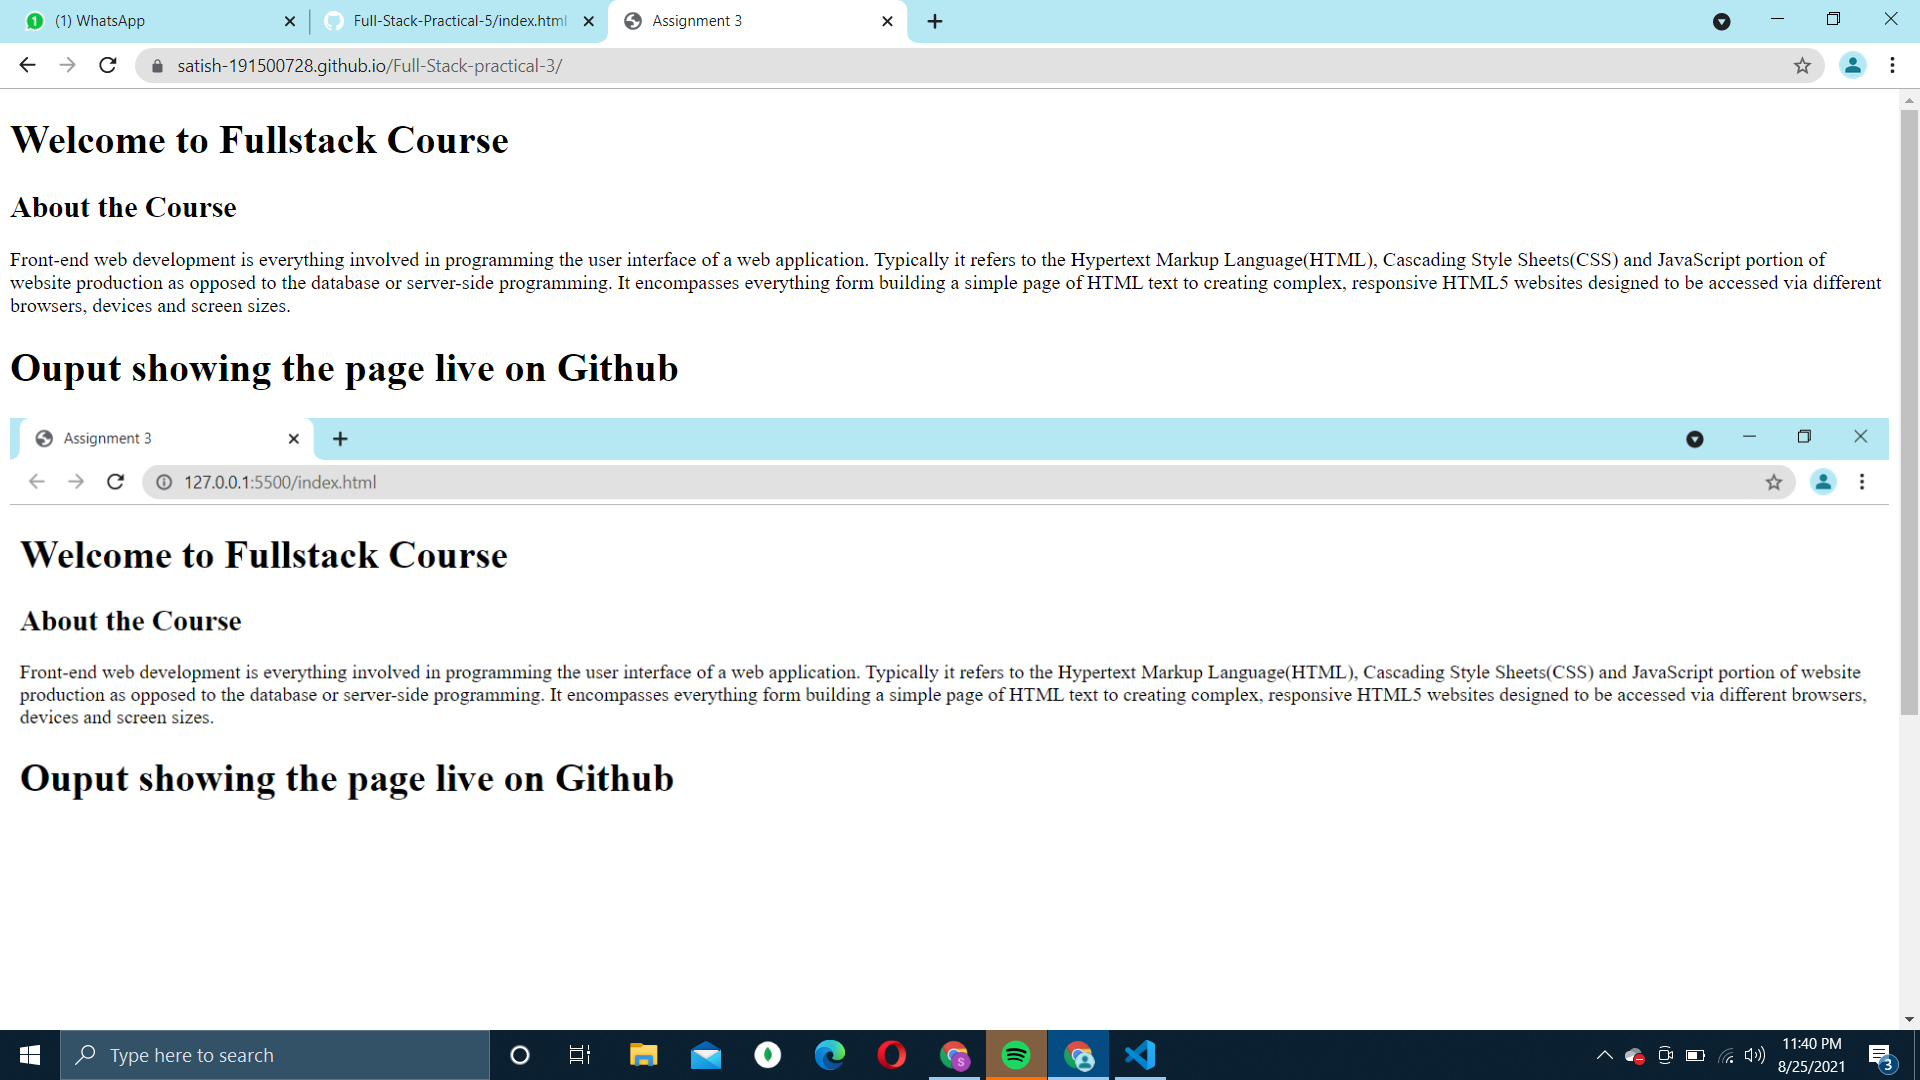 (1) WhatsApp
Full-Stack-Practical-5/index.html
Assignment 3
satish-191500728.github.io/Full-Stack-practical-3/
Welcome to Fullstack Course
About the Course
Front-end web development is everything involved in programming the user interface of a web application. Typically it refers to the Hypertext Markup Language(HTML), Cascading Style Sheets(CSS) and JavaScript portion of
website production as opposed to the database or server-side programming. It encompasses everything form building a simple page of HTML text to creating complex, responsive HTML5 websites designed to be accessed via different
browsers, devices and screen sizes.
Ouput showing the page live on Github
Assignment 3
127.0.0.1:5500/index.html
Welcome to Fullstack Course
About the Course
Front-end web development is everything involved in programming the user interface of a web application. Typically it refers to the Hypertext Markup Language(HTML), Cascading Style Sheets(CSS) and JavaScript portion of website
production as opposed to the database or server-side programming. It encompasses everything form building a simple page of HTML text to creating complex, responsive HTML5 websites designed to be accessed via different browsers,
devices and screen sizes.
Ouput showing the page live on Github
Type here to search
S
11:40 PM
8/25/2021
3